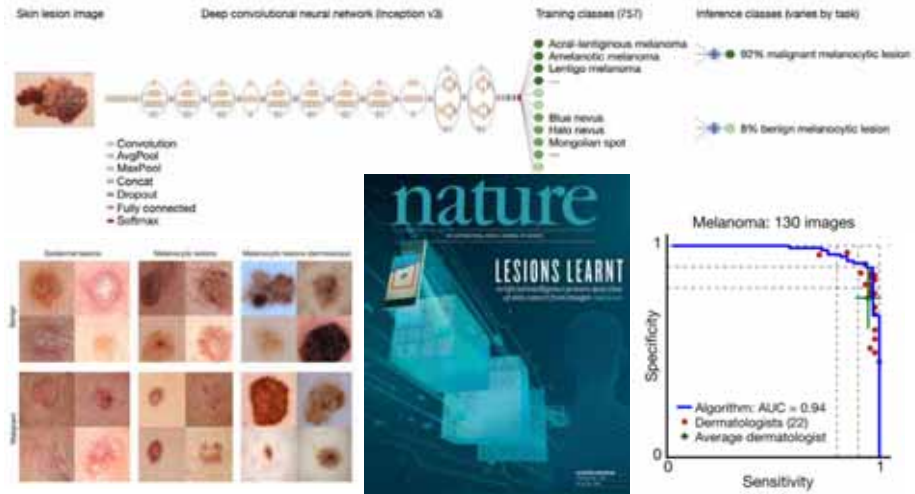 Skin lesion image
Deep convolutional neural network (Inception v3)
Training classes (757)
Inference classes (varies by task)
Acral-lentiginous melanoma
Amelanotic melanoma
Lentigo melanoma
...
Blue nevus
Halo nevus
Mongolian spot
...
92% malignant melanocytic lesion
8% benign melanocytic lesion
Convolution
AvgPool
MaxPool
Concat
Dropout
Fully connected
Softmax
Epidermal lesions
Melanocytic lesions
Melanocytic lesions (dermoscopy)
Benign
Malignant
nature
LESIONS LEARNT
Melanoma: 130 images
1
Specificity
Algorithm: AUC = 0.94
Dermatologists (22)
Average dermatologist
0
0
1
Sensitivity